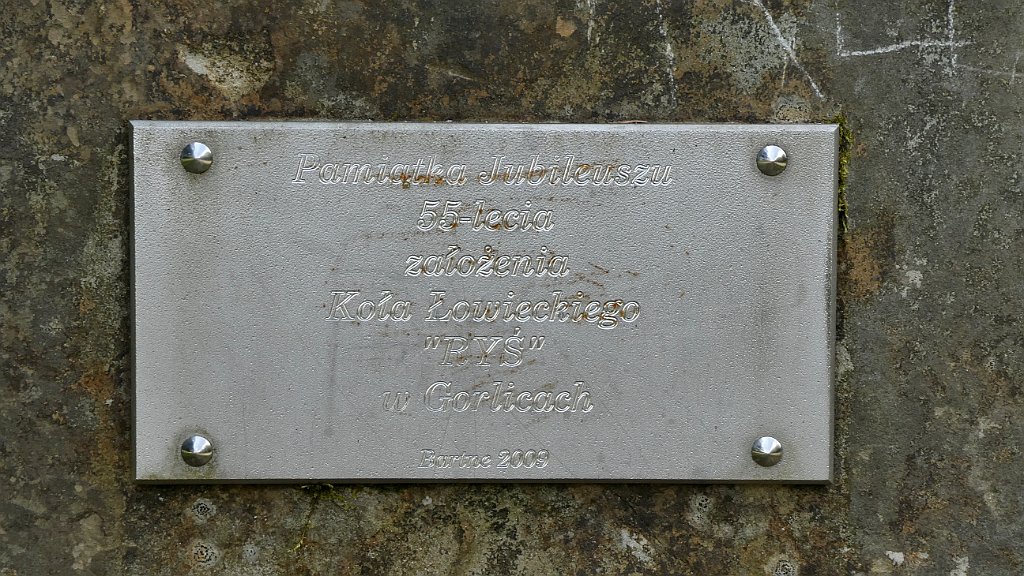 Pamiątka Jubileuszu
55-lecia
założenia
Koła Łowieckiego
"RYŚ"
w Gorlicach
Bartne 2009